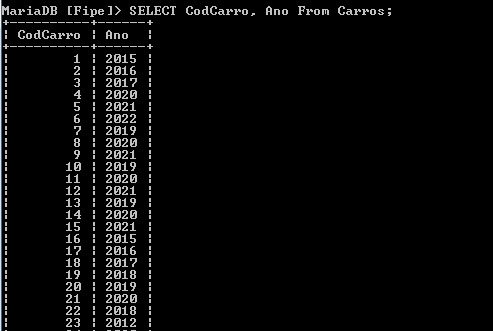 MariaDB [Fipe]> SELECT CodCarro, Ano From Carros;
+----------+------+
| CodCarro | Ano  |
+----------+------+
|        1 | 2015 |
|        2 | 2016 |
|        3 | 2017 |
|        4 | 2020 |
|        5 | 2021 |
|        6 | 2022 |
|        7 | 2019 |
|        8 | 2020 |
|        9 | 2021 |
|       10 | 2019 |
|       11 | 2020 |
|       12 | 2021 |
|       13 | 2019 |
|       14 | 2020 |
|       15 | 2021 |
|       16 | 2015 |
|       17 | 2016 |
|       18 | 2017 |
|       19 | 2018 |
|       20 | 2019 |
|       21 | 2020 |
|       22 | 2018 |
|       23 | 2012 |